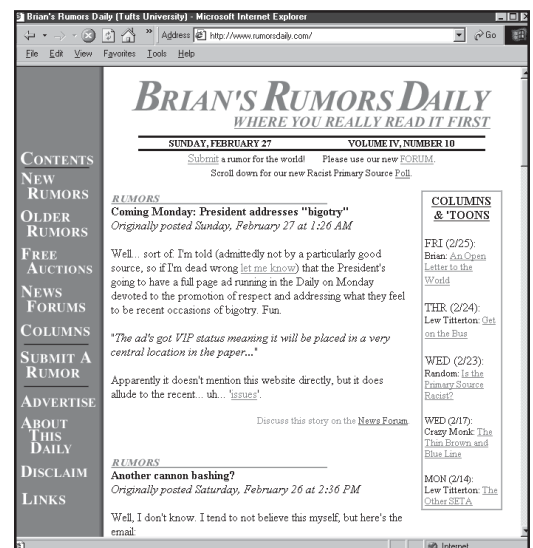 Brian's Rumors Daily (Tufts University) - Microsoft Internet Explorer
Address http://www.rumorsdaily.com/ Go
File Edit View Favorites Tools Help
BRIAN'S RUMORS DAILY
WHERE YOU REALLY READ IT FIRST
SUNDAY, FEBRUARY 27 VOLUME IV, NUMBER 10
Submit a rumor for the world! Please use our new FORUM.
Scroll down for our new Racist Primary Source Poll.
CONTENTS
NEW
RUMORS
OLDER
RUMORS
FREE
AUCTIONS
NEWS
FORUMS
COLUMNS
SUBMIT A
RUMOR
ADVERTISE
ABOUT
THIS
DAILY
DISCLAIM
LINKS
RUMORS
Coming Monday: President addresses "bigotry"
Originally posted Sunday, February 27 at 1:26 AM
Well... sort of. I'm told (admittedly not by a particularly good
source, so if I'm dead wrong let me know) that the President's
going to have a full page ad running in the Daily on Monday
devoted to the promotion of respect and addressing what they feel
to be recent occasions of bigotry. Fun.
"The ad's got VIP status meaning it will be placed in a very
central location in the paper..."
Apparently it doesn't mention this website directly, but it does
allude to the recent... uh... 'issues'.
Discuss this story on the News Forum.
RUMORS
Another cannon bashing?
Originally posted Saturday, February 26 at 2:36 PM
Well, I don't know. I tend to not believe this myself, but here's the
email:
COLUMNS
& 'TOONS
FRI (2/25):
Brian: An Open
Letter to the
World
THR (2/24):
Lew Titterton: Get
on the Bus
WED (2/23):
Random: Is the
Primary Source
Racist?
WED (2/17):
Crazy Monk: The
Thin Brown and
Blue Line
MON (2/14):
Lew Titterton: The
Other SETA
Internet